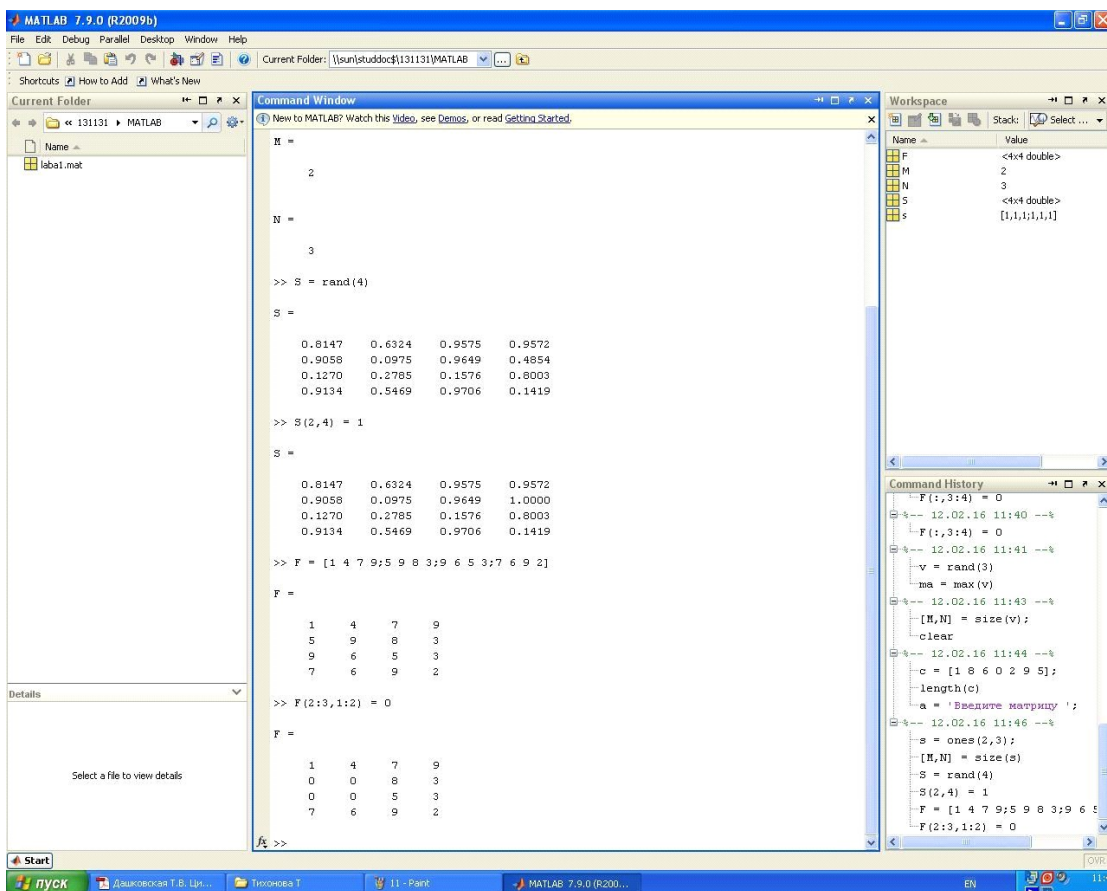 MATLAB 7.9.0 (R2009b)
File Edit Debug Parallel Desktop Window Help
Current Folder: \\sun\studdoc$\131131\MATLAB
Shortcuts How to Add What's New
Current Folder
« 131131 ▸ MATLAB
Name
laba1.mat
Details
Select a file to view details
Command Window
New to MATLAB? Watch this Video, see Demos, or read Getting Started.
M =
2
N =
3
>> S = rand(4)
S =
0.8147 0.6324 0.9575 0.9572
0.9058 0.0975 0.9649 0.4854
0.1270 0.2785 0.1576 0.8003
0.9134 0.5469 0.9706 0.1419
>> S(2,4) = 1
S =
0.8147 0.6324 0.9575 0.9572
0.9058 0.0975 0.9649 1.0000
0.1270 0.2785 0.1576 0.8003
0.9134 0.5469 0.9706 0.1419
>> F = [1 4 7 9;5 9 8 3;9 6 5 3;7 6 9 2]
F =
1 4 7 9
5 9 8 3
9 6 5 3
7 6 9 2
>> F(2:3,1:2) = 0
F =
1 4 7 9
0 0 8 3
0 0 5 3
7 6 9 2
fx >>
Workspace
Stack: Select ...
Name Value
F <4x4 double>
M 2
N 3
S <4x4 double>
s [1,1,1;1,1,1]
Command History
F(:,3:4) = 0
%-- 12.02.16 11:40 --%
F(:,3:4) = 0
%-- 12.02.16 11:41 --%
v = rand(3)
ma = max(v)
%-- 12.02.16 11:43 --%
[M,N] = size(v);
clear
%-- 12.02.16 11:44 --%
c = [1 8 6 0 2 9 5];
length(c)
a = 'Введите матрицу ';
%-- 12.02.16 11:46 --%
s = ones(2,3);
[M,N] = size(s)
S = rand(4)
S(2,4) = 1
F = [1 4 7 9;5 9 8 3;9 6 5
F(2:3,1:2) = 0
Start
OVR
пуск Дашковская Т.В. Ци... Тихонова Т 11 - Paint MATLAB 7.9.0 (R200... EN 11: